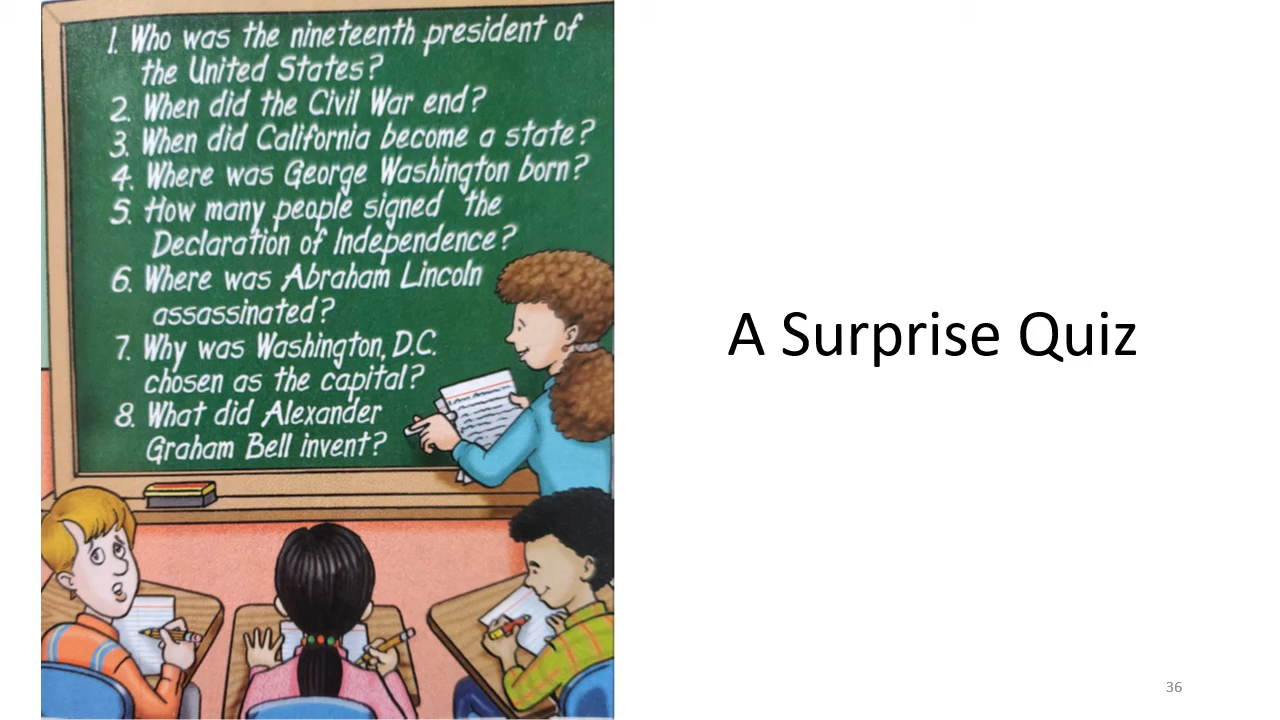 1. Who was the nineteenth president of
the United States?
2. When did the Civil War end?
3. When did California become a state?
4. Where was George Washington born?
5. How many people signed the
Declaration of Independence?
6. Where was Abraham Lincoln
assassinated?
7. Why was Washington, D.C.
chosen as the capital?
8. What did Alexander
Graham Bell invent?
A Surprise Quiz
36